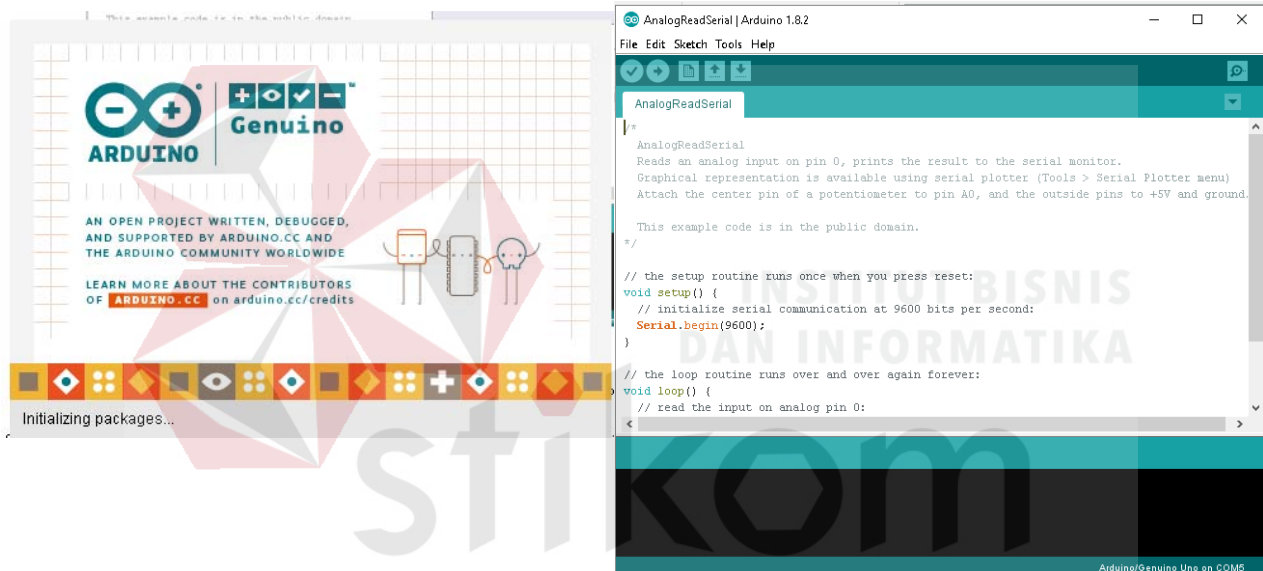 This example code is in the public domain.
ARDUINO
Genuino
AN OPEN PROJECT WRITTEN, DEBUGGED,
AND SUPPORTED BY ARDUINO.CC AND
THE ARDUINO COMMUNITY WORLDWIDE
LEARN MORE ABOUT THE CONTRIBUTORS
OF ARDUINO.CC on arduino.cc/credits
Initializing packages...
AnalogReadSerial | Arduino 1.8.2
File Edit Sketch Tools Help
AnalogReadSerial
/*
AnalogReadSerial
Reads an analog input on pin 0, prints the result to the serial monitor.
Graphical representation is available using serial plotter (Tools > Serial Plotter menu)
Attach the center pin of a potentiometer to pin A0, and the outside pins to +5V and ground.
This example code is in the public domain.
*/
// the setup routine runs once when you press reset:
void setup() {
// initialize serial communication at 9600 bits per second:
Serial.begin(9600);
}
// the loop routine runs over and over again forever:
void loop() {
// read the input on analog pin 0:
Arduino/Genuino Uno on COM5
INSTITUT BISNIS
DAN INFORMATIKA
stikom